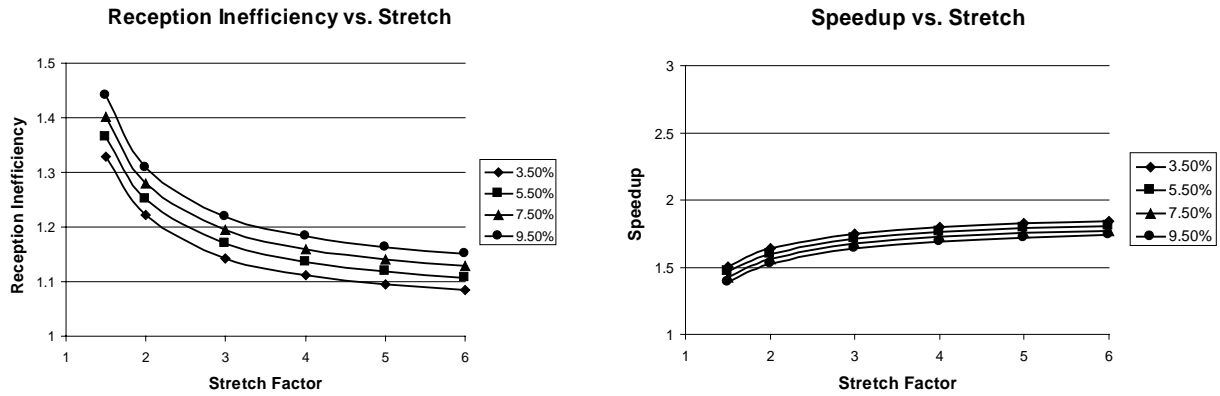 Reception Inefficiency vs. Stretch
1.5
1.4
1.3
1.2
1.1
1
Reception Inefficiency
1 2 3 4 5 6
Stretch Factor
3.50%
5.50%
7.50%
9.50%
Speedup vs. Stretch
3
2.5
2
1.5
1
Speedup
1 2 3 4 5 6
Stretch Factor
3.50%
5.50%
7.50%
9.50%